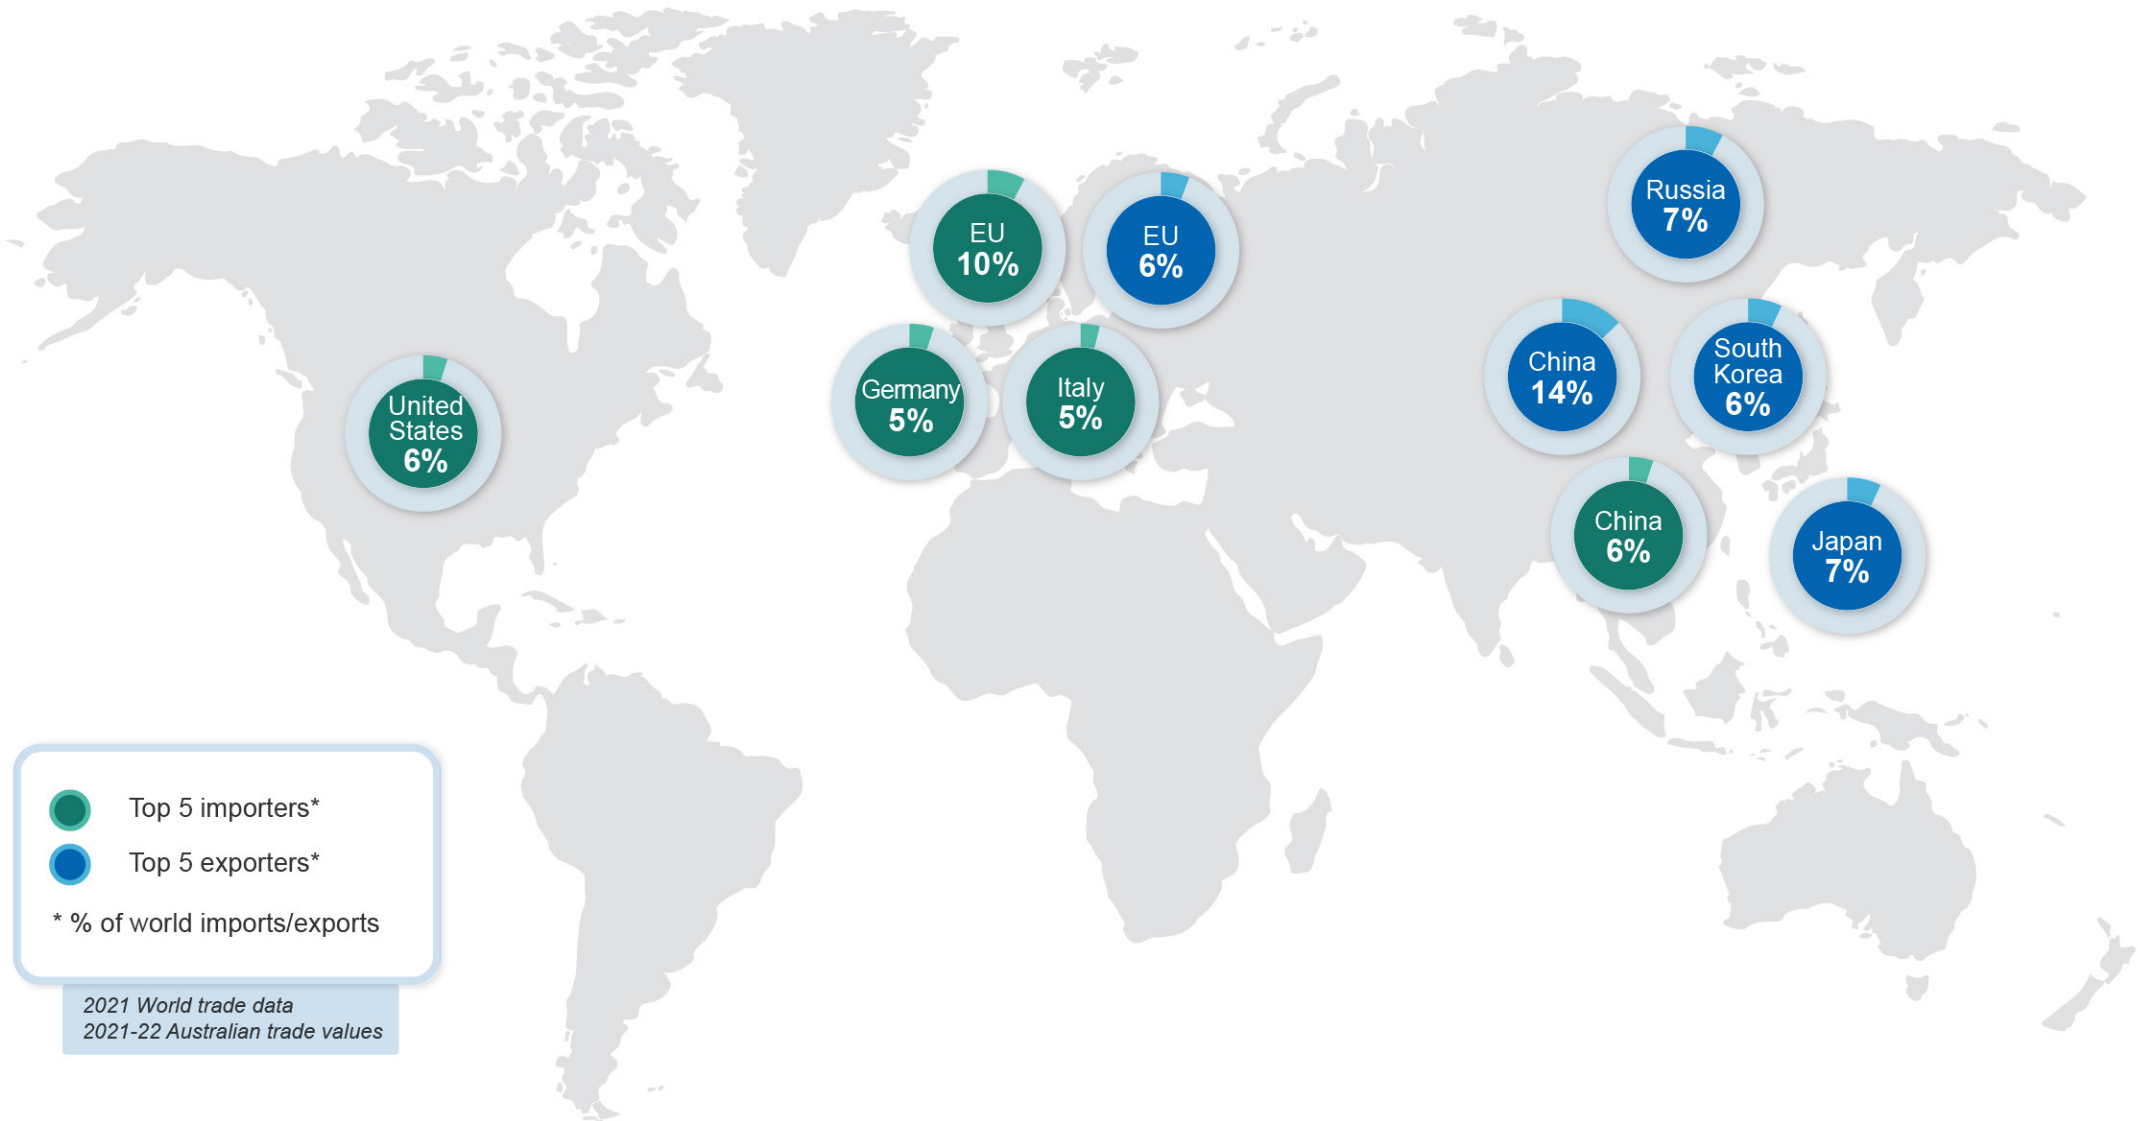 Russia
7%
EU
10%
EU
6%
South
Korea
6%
China
14%
Germany
5%
Italy
5%
United
States
6%
China
6%
Japan
7%
Top 5 importers*
Top 5 exporters*
* % of world imports/exports
2021 World trade data
2021-22 Australian trade values